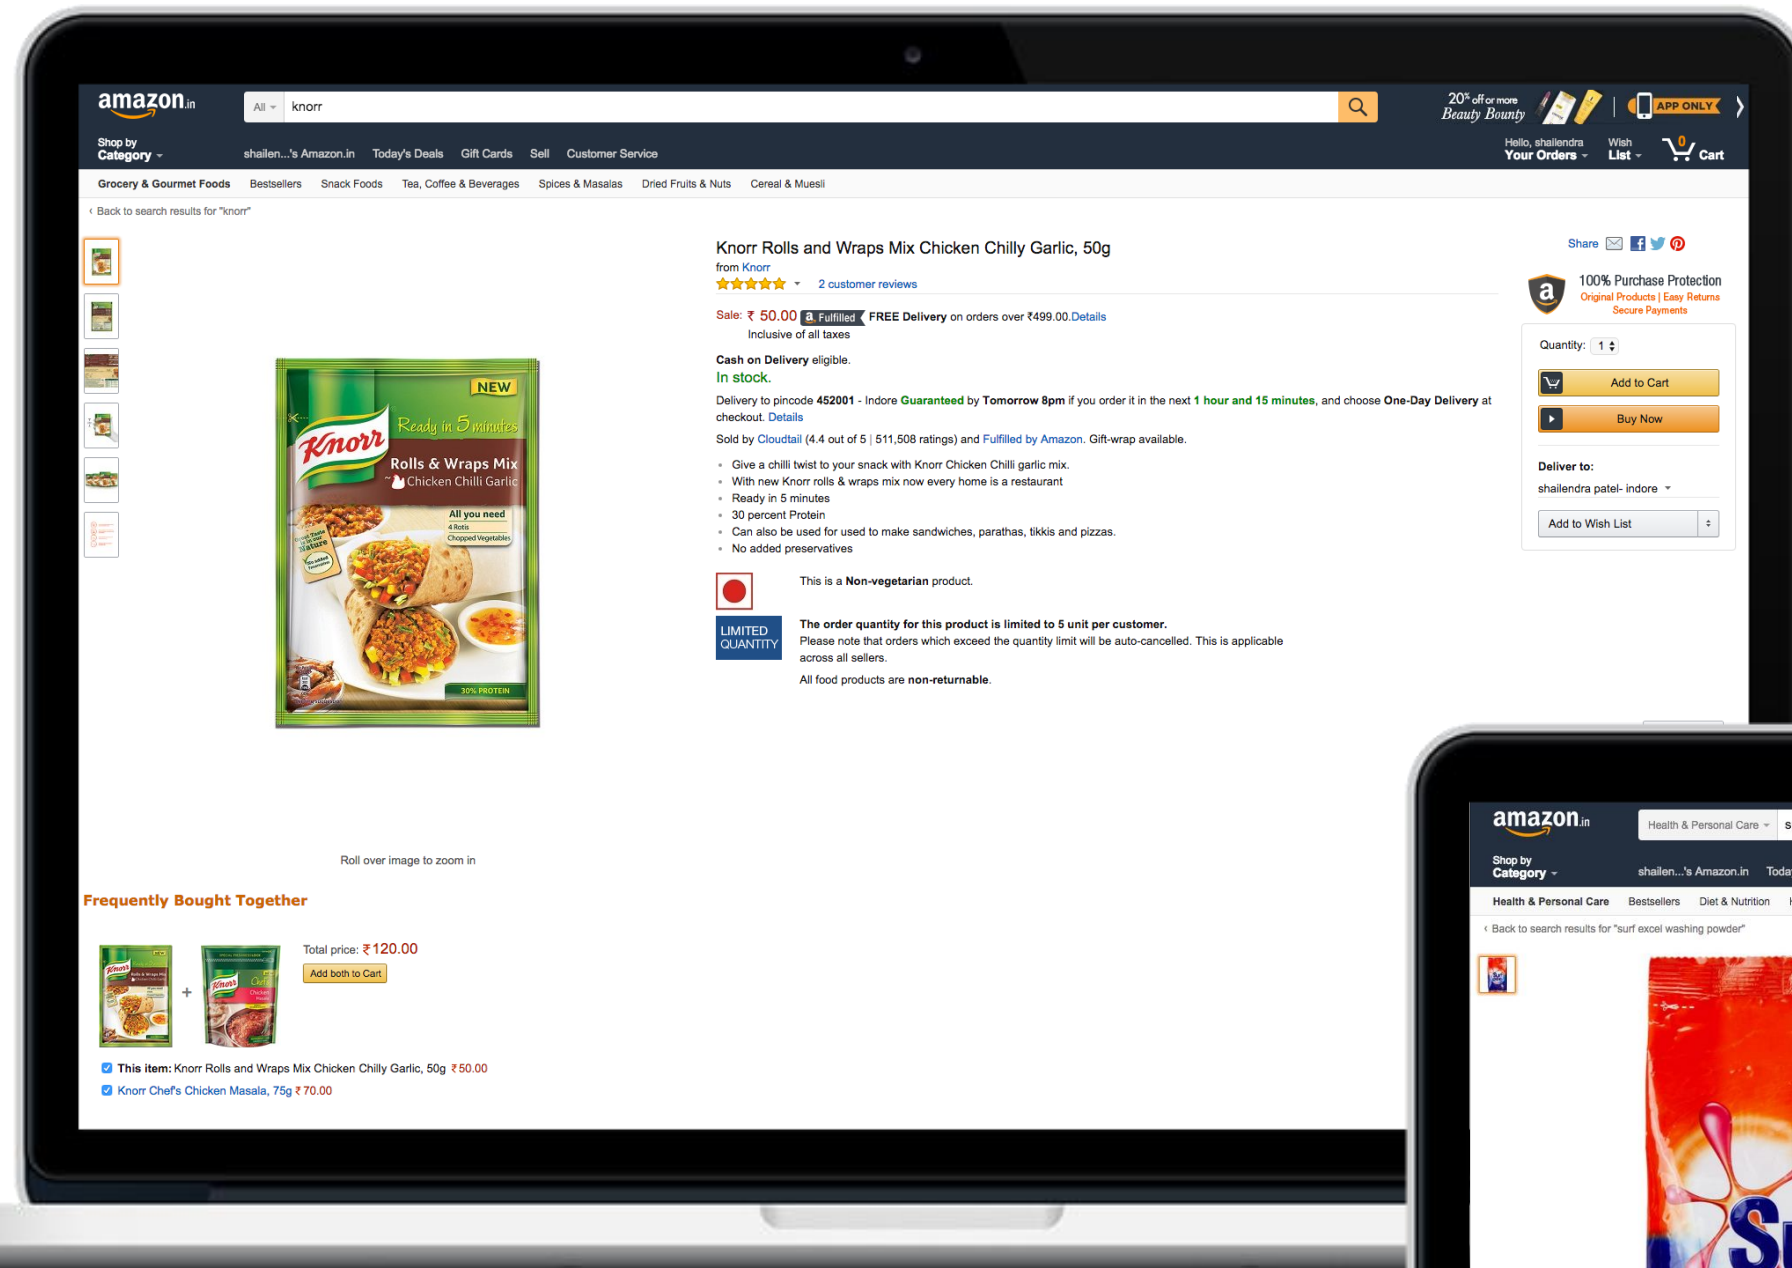 amazon.in
All
knorr
20% off or more
Beauty Bounty
APP ONLY
Shop by
Category
shailen...'s Amazon.in Today's Deals Gift Cards Sell Customer Service
Hello, shailendra
Your Orders
Wish
List
0
Cart
Grocery & Gourmet Foods Bestsellers Snack Foods Tea, Coffee & Beverages Spices & Masalas Dried Fruits & Nuts Cereal & Muesli
‹ Back to search results for "knorr"
Knorr Rolls and Wraps Mix Chicken Chilly Garlic, 50g
from Knorr
2 customer reviews
Sale: ₹ 50.00 a Fulfilled FREE Delivery on orders over ₹499.00.Details
Inclusive of all taxes
Cash on Delivery eligible.
In stock.
Delivery to pincode 452001 - Indore Guaranteed by Tomorrow 8pm if you order it in the next 1 hour and 15 minutes, and choose One-Day Delivery at
checkout. Details
Sold by Cloudtail (4.4 out of 5 | 511,508 ratings) and Fulfilled by Amazon. Gift-wrap available.
Give a chilli twist to your snack with Knorr Chicken Chilli garlic mix.
With new Knorr rolls & wraps mix now every home is a restaurant
Ready in 5 minutes
30 percent Protein
Can also be used for used to make sandwiches, parathas, tikkis and pizzas.
No added preservatives
This is a Non-vegetarian product.
LIMITED
QUANTITY
The order quantity for this product is limited to 5 unit per customer.
Please note that orders which exceed the quantity limit will be auto-cancelled. This is applicable
across all sellers.
All food products are non-returnable.
Share
a
100% Purchase Protection
Original Products | Easy Returns
Secure Payments
Quantity: 1
Add to Cart
Buy Now
Deliver to:
shailendra patel- indore
Add to Wish List
NEW
Ready in 5 minutes
Knorr
Rolls & Wraps Mix
~ Chicken Chilli Garlic
All you need
4 Rotis
Chopped Vegetables
Nature
30% PROTEIN
Roll over image to zoom in
Frequently Bought Together
Knorr
Rolls & Wraps Mix
+
Knorr
Chef's
Chicken
Masala
Total price: ₹120.00
Add both to Cart
This item: Knorr Rolls and Wraps Mix Chicken Chilly Garlic, 50g ₹50.00
Knorr Chef's Chicken Masala, 75g ₹70.00
amazon.in
Health & Personal Care
s
Shop by
Category
shailen...'s Amazon.in Toda
Health & Personal Care Bestsellers Diet & Nutrition
‹ Back to search results for "surf excel washing powder"
Su